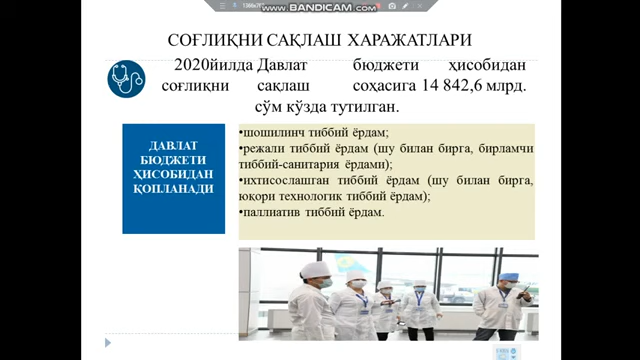 www.BANDICAM.com
СОҒЛИҚНИ САҚЛАШ ХАРАЖАТЛАРИ
2020йилда Давлат бюджети ҳисобидан
соғлиқни сақлаш соҳасига 14 842,6 млрд.
сўм кўзда тутилган.
ДАВЛАТ
БЮДЖЕТИ
ҲИСОБИДАН
ҚОПЛАНАДИ
•шошилинч тиббий ёрдам;
•режали тиббий ёрдам (шу билан бирга, бирламчи
тиббий-санитария ёрдами);
•ихтисослашган тиббий ёрдам (шу билан бирга,
юқори технологик тиббий ёрдам);
•паллиатив тиббий ёрдам.